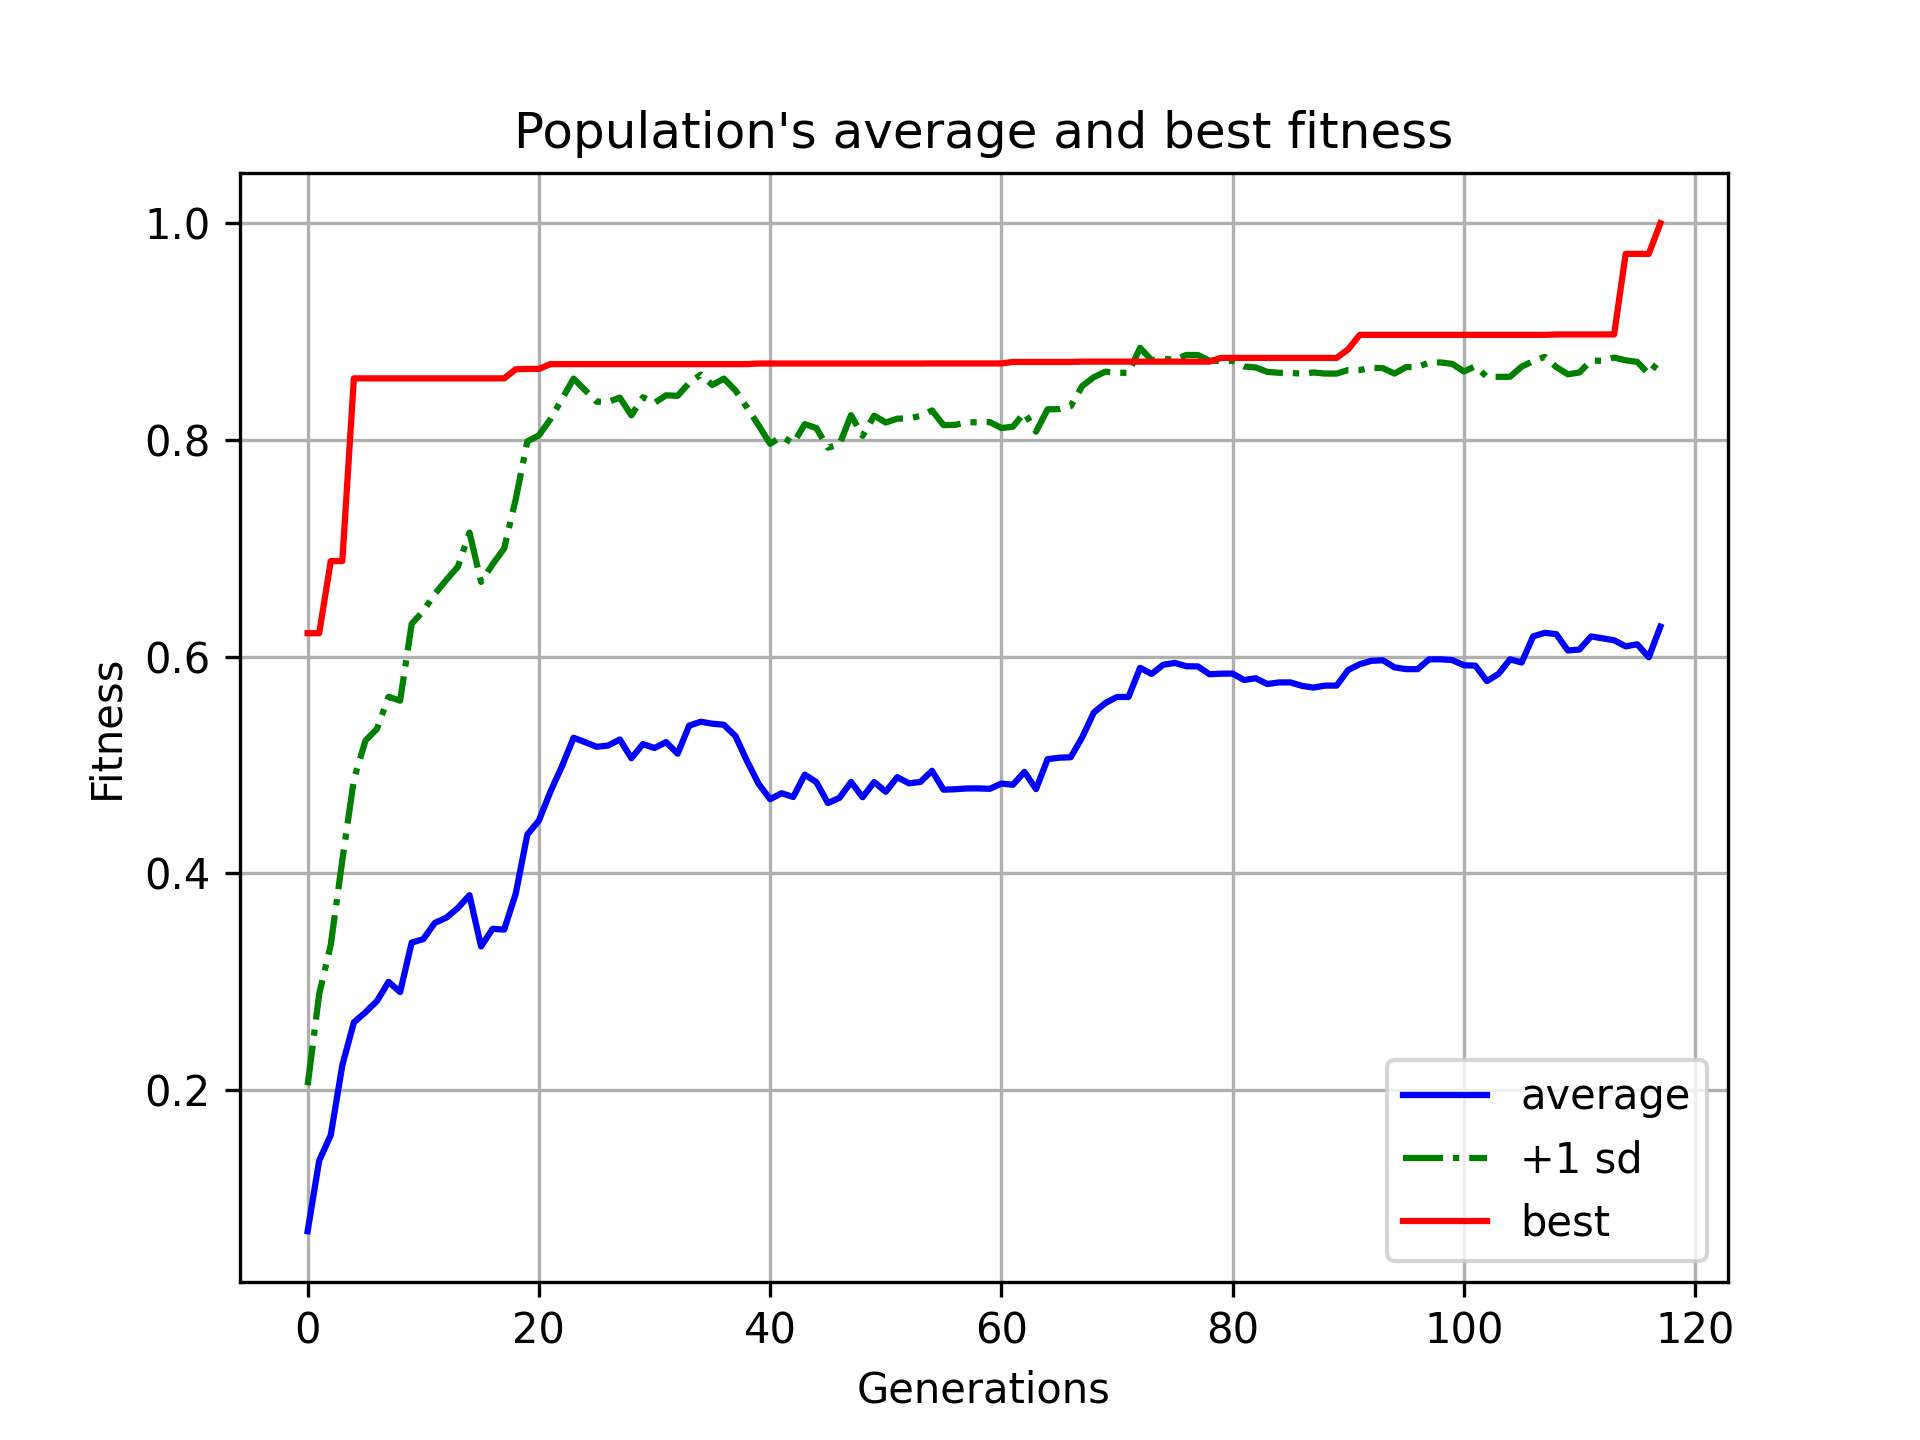 Population's average and best fitness
1.0
0.8
0.6
0.4
0.2
Fitness
0 20 40 60 80 100 120
Generations
average
+1 sd
best